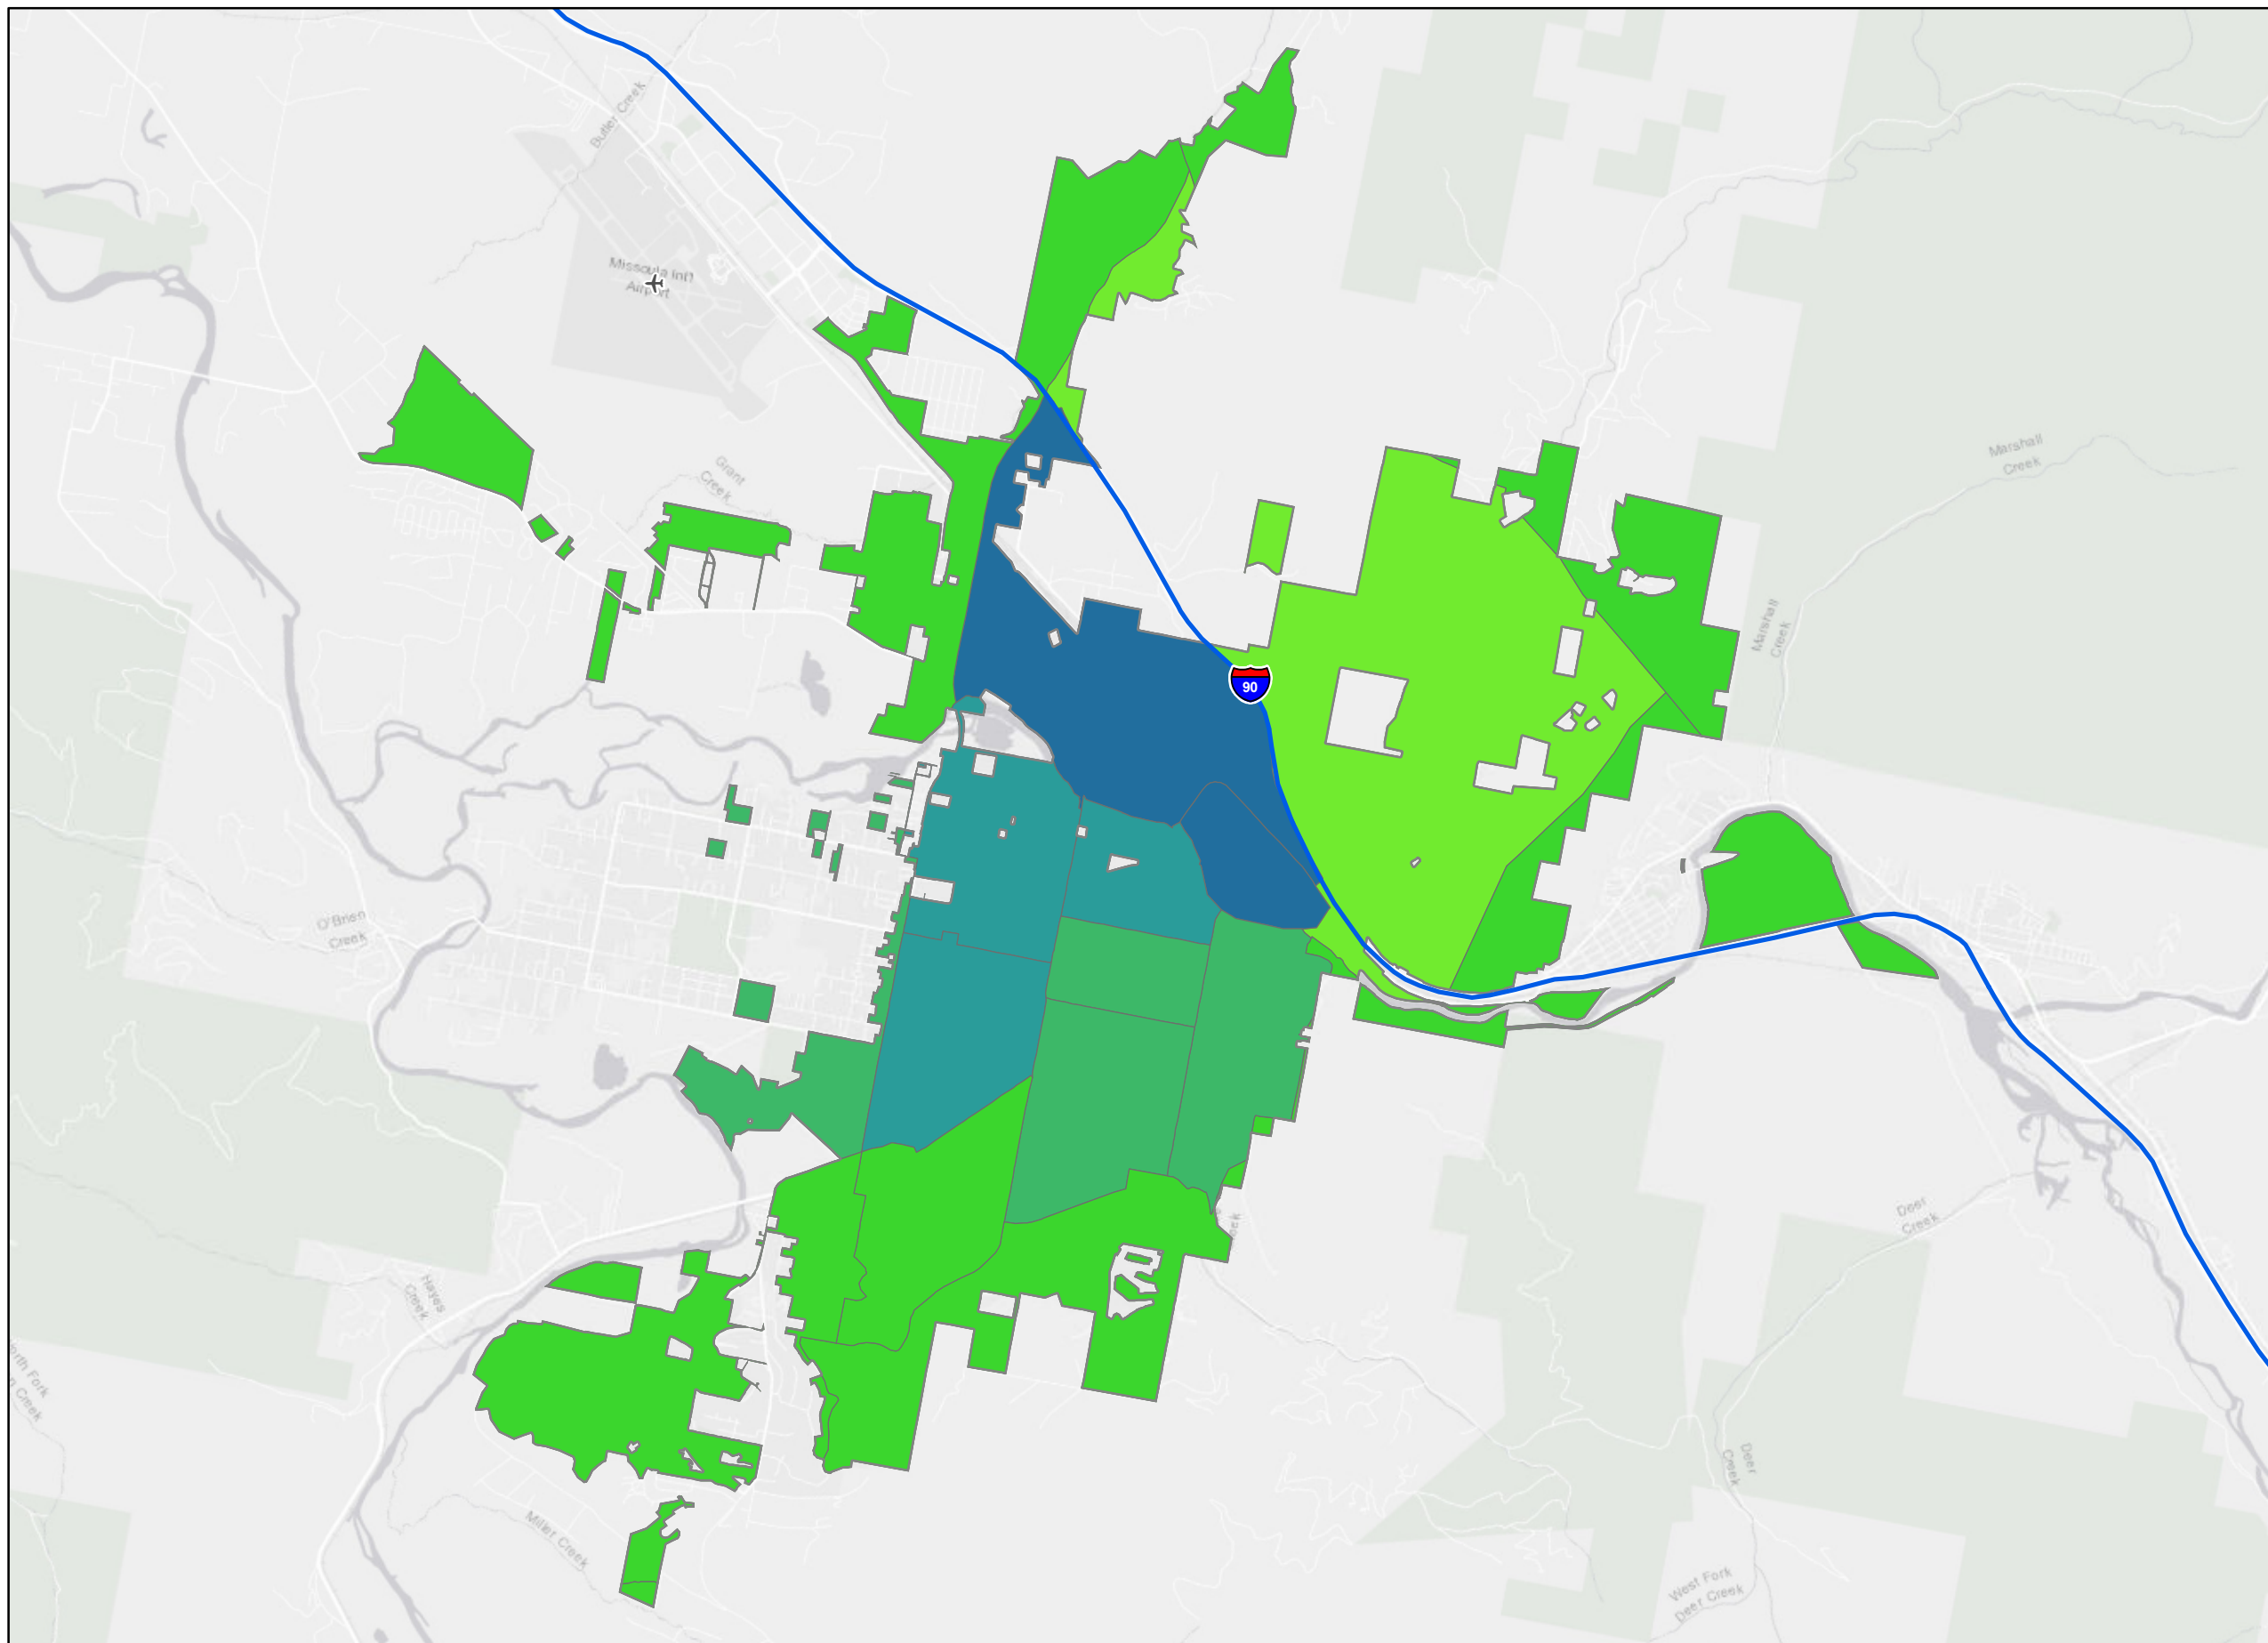 Butler Creek
Missoula Int'l
Airport
Grant
Creek
Marshall
Creek
Marshall
Creek
90
O'Brien
Creek
Deer
Creek
Hayes
Creek
Deer
Creek
Miller Creek
West Fork
Deer Creek